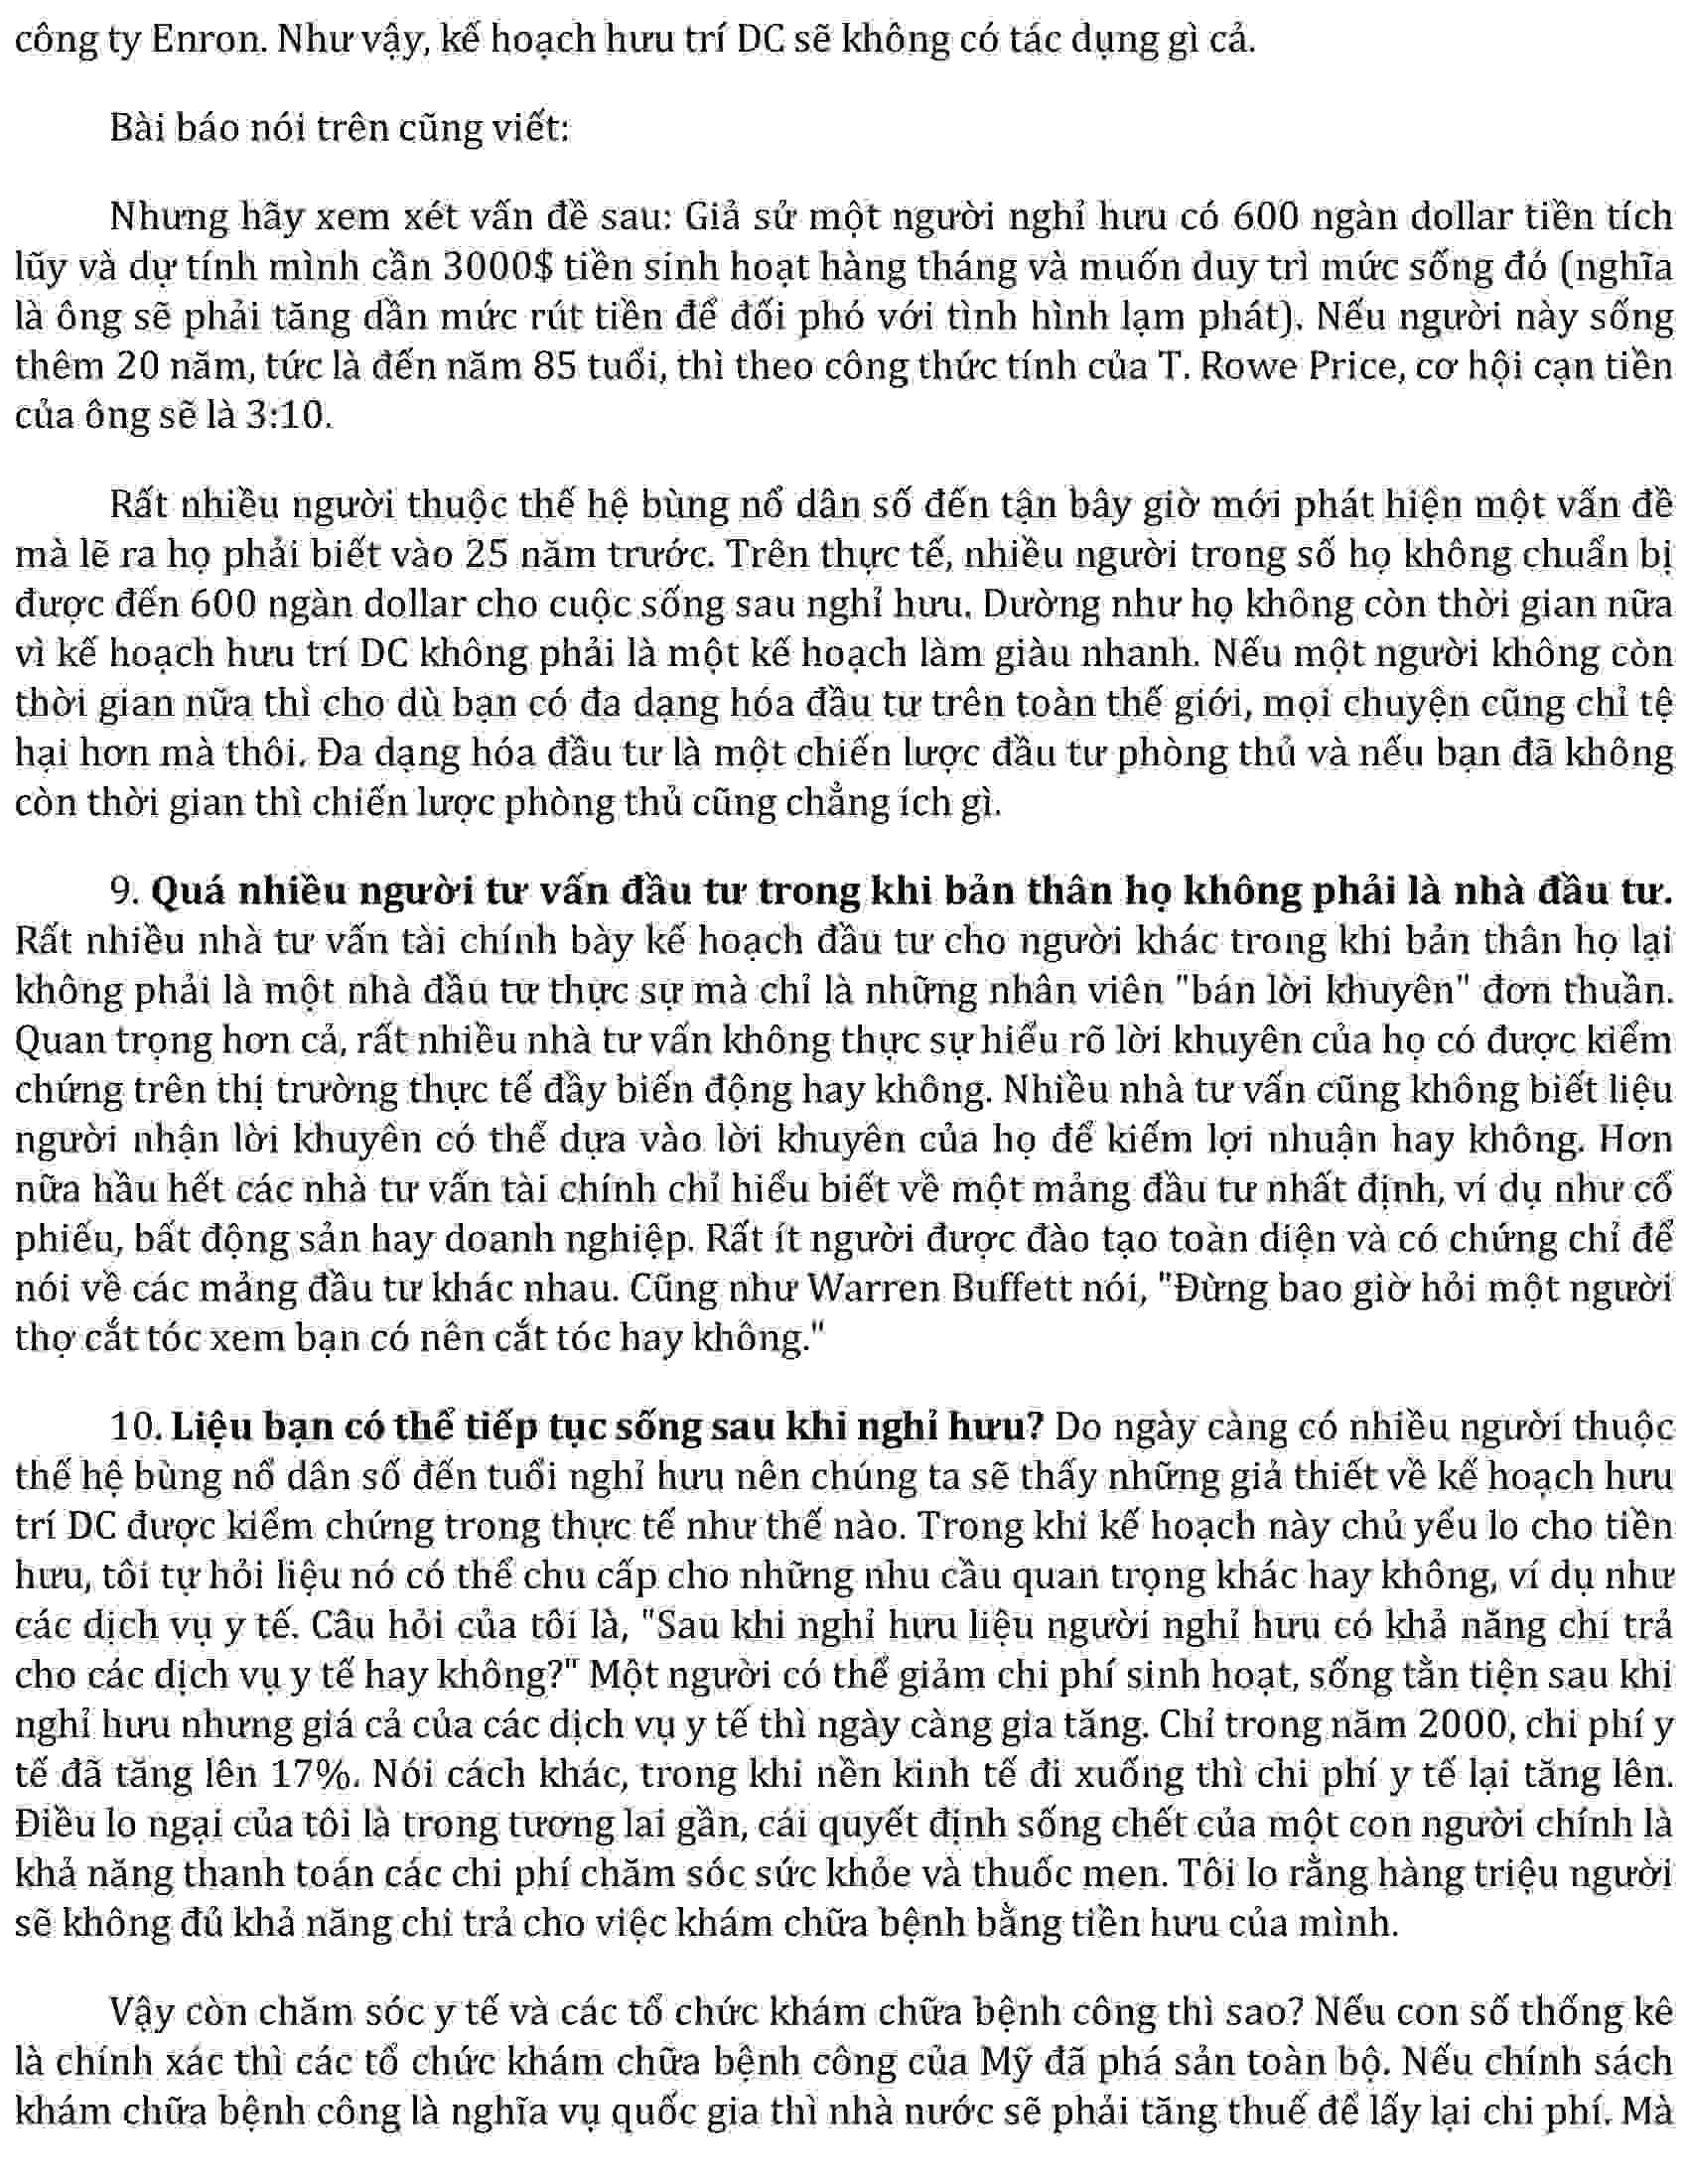 công ty Enron. Như vậy, kế hoạch hưu trí DC sẽ không có tác dụng gì cả.
Bài báo nói trên cũng viết:
Nhưng hãy xem xét vấn đề sau: Giả sử một người nghỉ hưu có 600 ngàn dollar tiền tích
lũy và dự tính mình cần 3000$ tiền sinh hoạt hàng tháng và muốn duy trì mức sống đó (nghĩa
là ông sẽ phải tăng dần mức rút tiền để đối phó với tình hình lạm phát). Nếu người này sống
thêm 20 năm, tức là đến năm 85 tuổi, thì theo công thức tính của T. Rowe Price, cơ hội cạn tiền
của ông sẽ là 3:10.
Rất nhiều người thuộc thế hệ bùng nổ dân số đến tận bây giờ mới phát hiện một vấn đề
mà lẽ ra họ phải biết vào 25 năm trước. Trên thực tế, nhiều người trong số họ không chuẩn bị
được đến 600 ngàn dollar cho cuộc sống sau nghỉ hưu. Dường như họ không còn thời gian nữa
vì kế hoạch hưu trí DC không phải là một kế hoạch làm giàu nhanh. Nếu một người không còn
thời gian nữa thì cho dù bạn có đa dạng hóa đầu tư trên toàn thế giới, mọi chuyện cũng chỉ tệ
hại hơn mà thôi. Đa dạng hóa đầu tư là một chiến lược đầu tư phòng thủ và nếu bạn đã không
còn thời gian thì chiến lược phòng thủ cũng chẳng ích gì.
9. Quá nhiều người tư vấn đầu tư trong khi bản thân họ không phải là nhà đầu tư.
Rất nhiều nhà tư vấn tài chính bày kế hoạch đầu tư cho người khác trong khi bản thân họ lại
không phải là một nhà đầu tư thực sự mà chỉ là những nhân viên "bán lời khuyên" đơn thuần.
Quan trọng hơn cả, rất nhiều nhà tư vấn không thực sự hiểu rõ lời khuyên của họ có được kiểm
chứng trên thị trường thực tế đầy biến động hay không. Nhiều nhà tư vấn cũng không biết liệu
người nhận lời khuyên có thể dựa vào lời khuyên của họ để kiếm lợi nhuận hay không. Hơn
nữa hầu hết các nhà tư vấn tài chính chỉ hiểu biết về một mảng đầu tư nhất định, ví dụ như cổ
phiếu, bất động sản hay doanh nghiệp. Rất ít người được đào tạo toàn diện và có chứng chỉ để
nói về các mảng đầu tư khác nhau. Cũng như Warren Buffett nói, "Đừng bao giờ hỏi một người
thợ cắt tóc xem bạn có nên cắt tóc hay không."
10. Liệu bạn có thể tiếp tục sống sau khi nghỉ hưu? Do ngày càng có nhiều người thuộc
thế hệ bùng nổ dân số đến tuổi nghỉ hưu nên chúng ta sẽ thấy những giả thiết về kế hoạch hưu
trí DC được kiểm chứng trong thực tế như thế nào. Trong khi kế hoạch này chủ yếu lo cho tiền
hưu, tôi tự hỏi liệu nó có thể chu cấp cho những nhu cầu quan trọng khác hay không, ví dụ như
các dịch vụ y tế. Câu hỏi của tôi là, "Sau khi nghỉ hưu liệu người nghỉ hưu có khả năng chi trả
cho các dịch vụ y tế hay không?" Một người có thể giảm chi phí sinh hoạt, sống tằn tiện sau khi
nghỉ hưu nhưng giá cả của các dịch vụ y tế thì ngày càng gia tăng. Chỉ trong năm 2000, chi phí y
tế đã tăng lên 17%. Nói cách khác, trong khi nền kinh tế đi xuống thì chi phí y tế lại tăng lên.
Điều lo ngại của tôi là trong tương lai gần, cái quyết định sống chết của một con người chính là
khả năng thanh toán các chi phí chăm sóc sức khỏe và thuốc men. Tôi lo rằng hàng triệu người
sẽ không đủ khả năng chi trả cho việc khám chữa bệnh bằng tiền hưu của mình.
Vậy còn chăm sóc y tế và các tổ chức khám chữa bệnh công thì sao? Nếu con số thống kê
là chính xác thì các tổ chức khám chữa bệnh công của Mỹ đã phá sản toàn bộ. Nếu chính sách
khám chữa bệnh công là nghĩa vụ quốc gia thì nhà nước sẽ phải tăng thuế để lấy lại chi phí. Mà